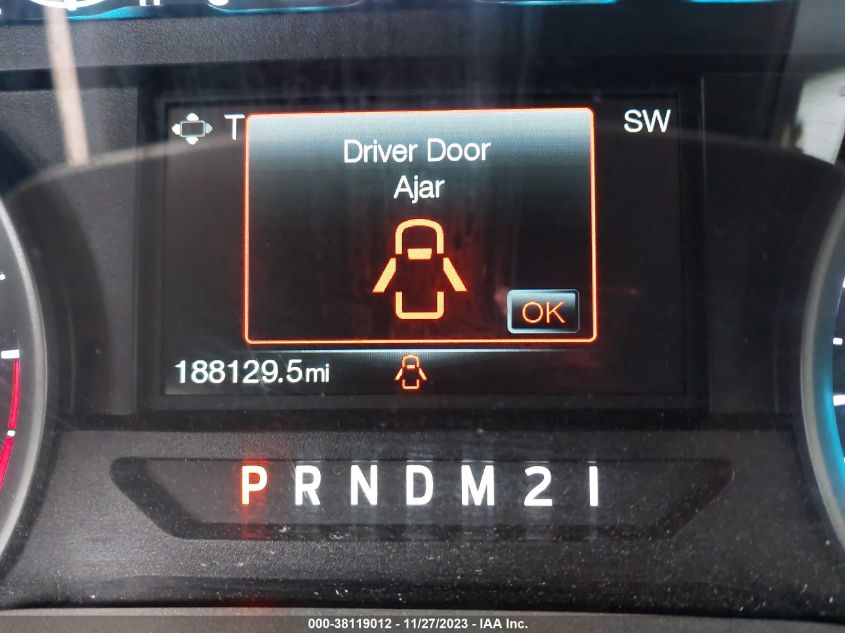 T
SW
Driver Door
Ajar
OK
188129.5mi
P R N D M 2 1
000-38119012 - 11/27/2023 - IAA Inc.